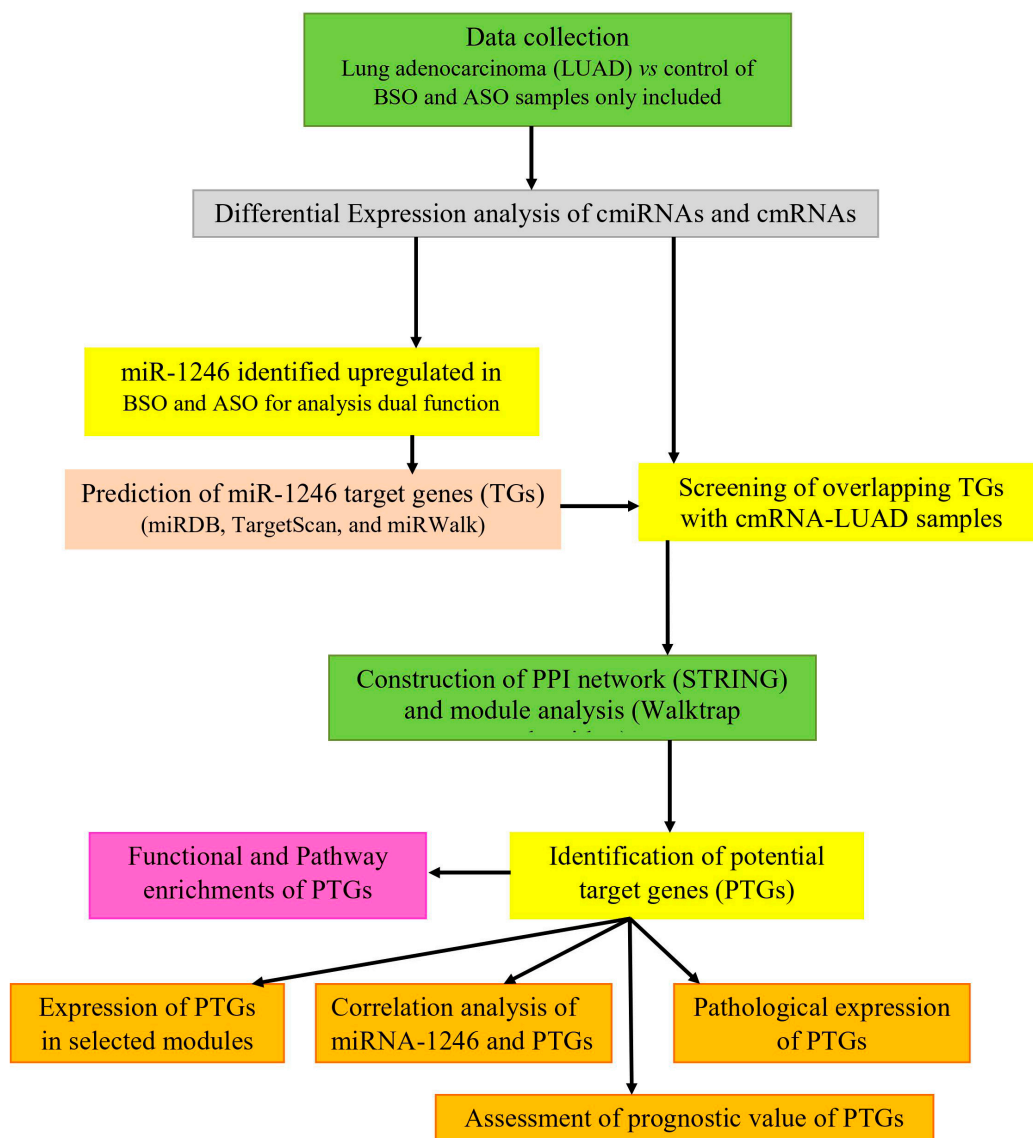 Data collection
Lung adenocarcinoma (LUAD) vs control of
BSO and ASO samples only included
Differential Expression analysis of cmiRNAs and cmRNAs
miR-1246 identified upregulated in
BSO and ASO for analysis dual function
Prediction of miR-1246 target genes (TGs)
(miRDB, TargetScan, and miRWalk)
Screening of overlapping TGs
with cmRNA-LUAD samples
Construction of PPI network (STRING)
and module analysis (Walktrap
Functional and Pathway
enrichments of PTGs
Identification of potential
target genes (PTGs)
Expression of PTGs
in selected modules
Correlation analysis of
miRNA-1246 and PTGs
Pathological expression
of PTGs
Assessment of prognostic value of PTGs